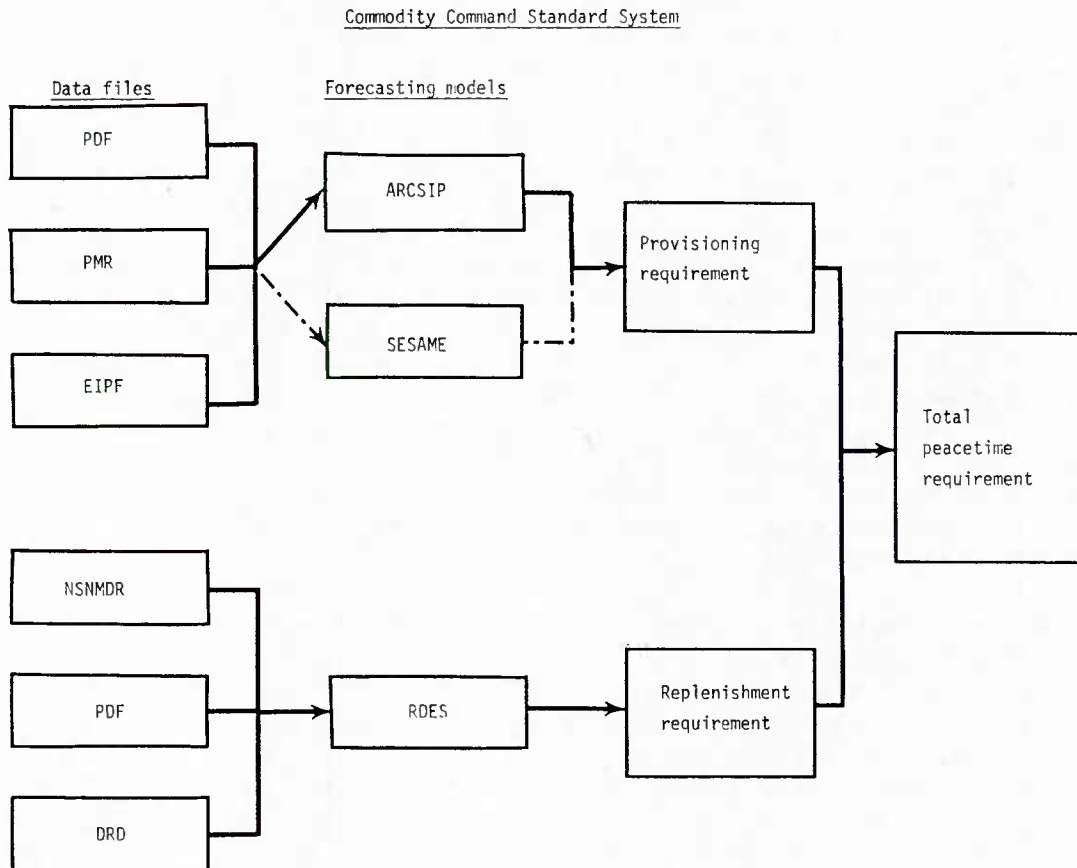 Commodity Command Standard System
Data files
Forecasting models
PDF
PMR
EIPF
ARCSIP
SESAME
Provisioning
requirement
Total
peacetime
requirement
NSNMDR
PDF
DRD
RDES
Replenishment
requirement